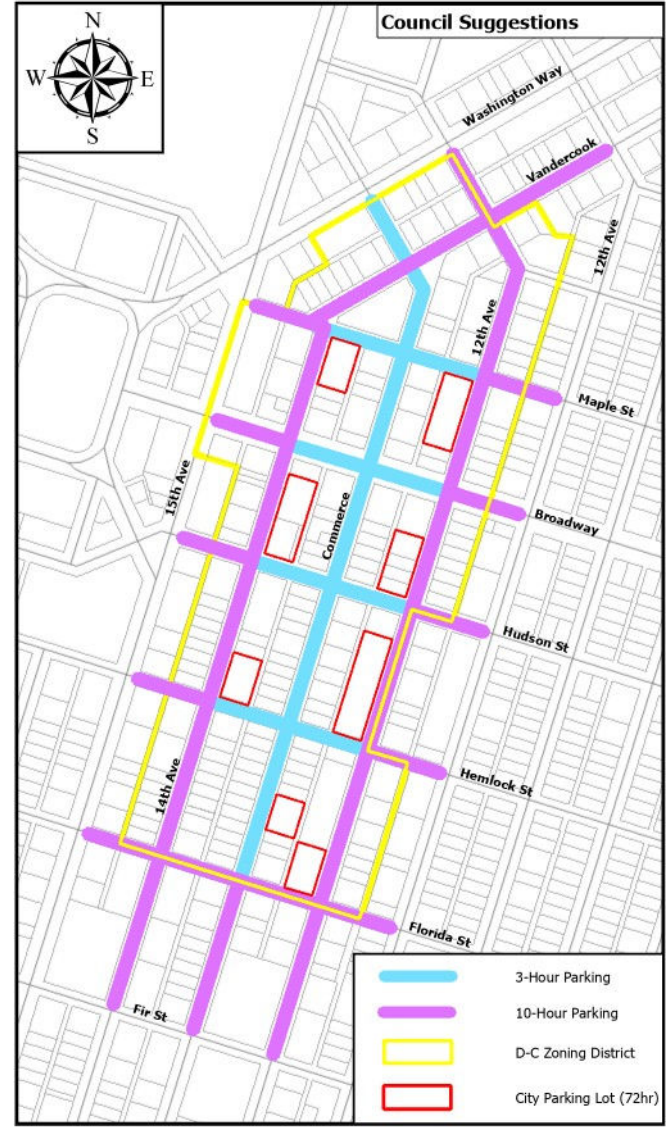 Council Suggestions
N
W
E
S
Washington Way
Vandercook
12th Ave
12th Ave
Maple St
15th Ave
Commerce
Broadway
Hudson St
14th Ave
Hemlock St
Florida St
Fir St
3-Hour Parking
10-Hour Parking
D-C Zoning District
City Parking Lot (72hr)